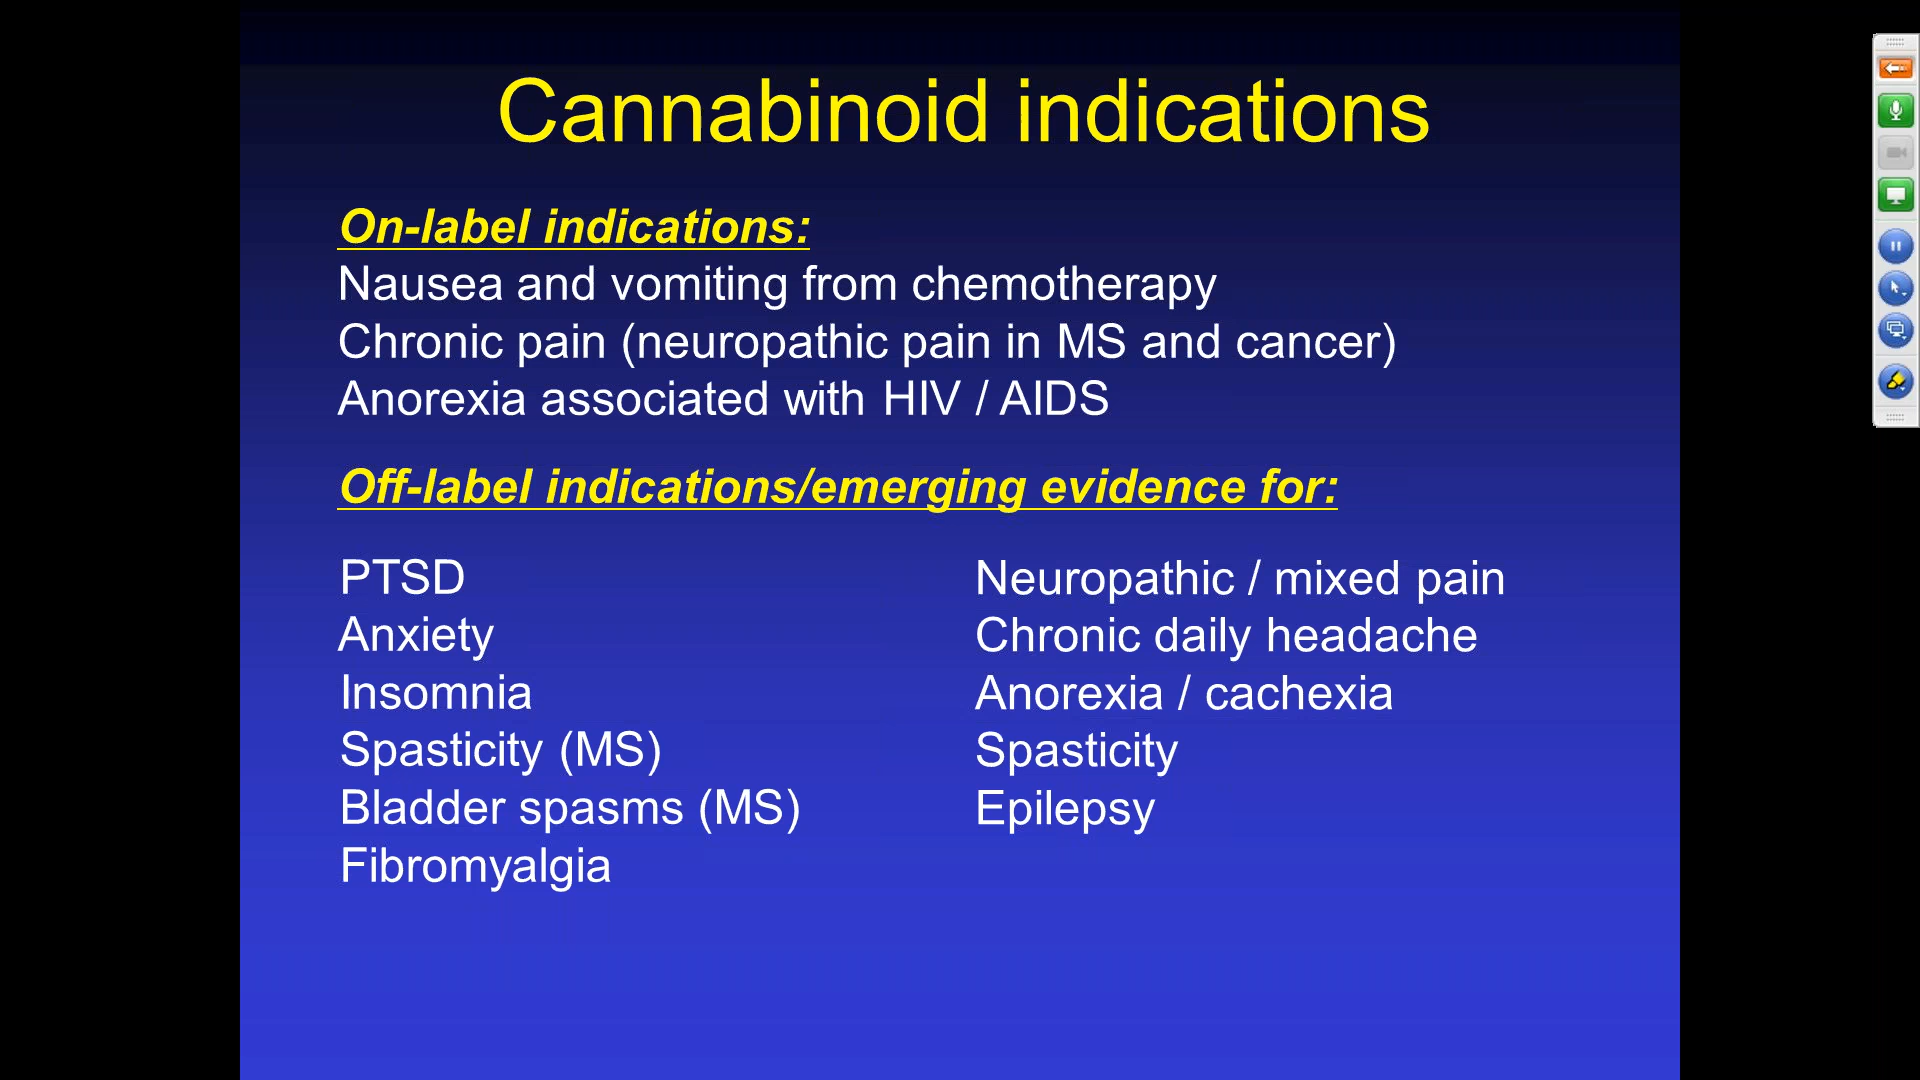 Cannabinoid indications
On-label indications:
Nausea and vomiting from chemotherapy
Chronic pain (neuropathic pain in MS and cancer)
Anorexia associated with HIV / AIDS
Off-label indications/emerging evidence for:
PTSD
Anxiety
Insomnia
Spasticity (MS)
Bladder spasms (MS)
Fibromyalgia
Neuropathic / mixed pain
Chronic daily headache
Anorexia / cachexia
Spasticity
Epilepsy